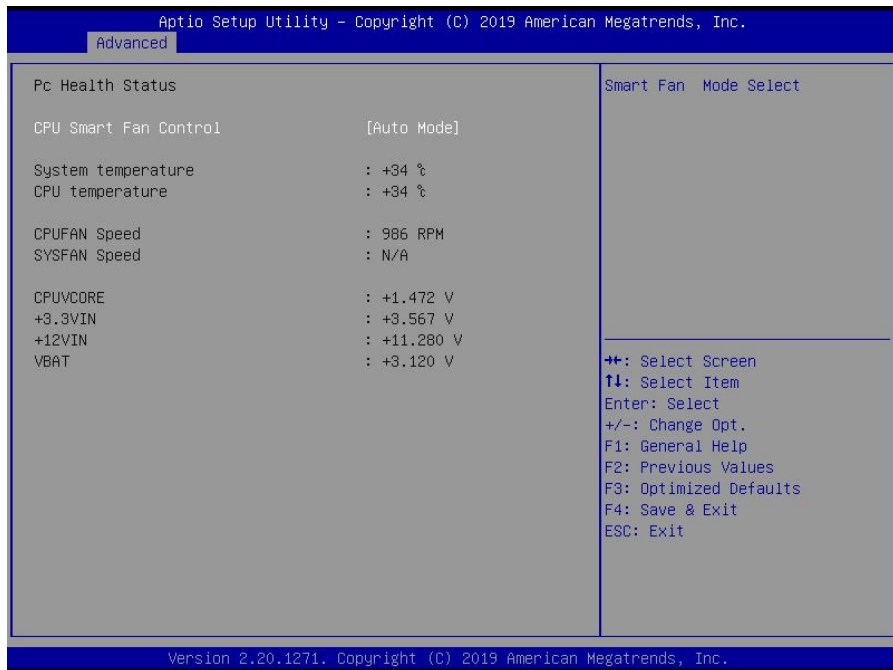 Aptio Setup Utility – Copyright (C) 2019 American Megatrends, Inc.
Advanced
Pc Health Status
CPU Smart Fan Control [Auto Mode]
System temperature : +34 ℃
CPU temperature : +34 ℃
CPUFAN Speed : 986 RPM
SYSFAN Speed : N/A
CPUVCORE : +1.472 V
+3.3VIN : +3.567 V
+12VIN : +11.280 V
VBAT : +3.120 V
Smart Fan Mode Select
→←: Select Screen
↑↓: Select Item
Enter: Select
+/-: Change Opt.
F1: General Help
F2: Previous Values
F3: Optimized Defaults
F4: Save & Exit
ESC: Exit
Version 2.20.1271. Copyright (C) 2019 American Megatrends, Inc.